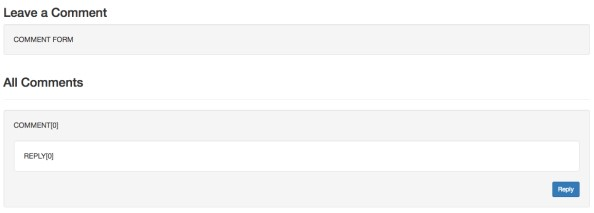 Leave a Comment
COMMENT FORM
All Comments
COMMENT[0]
REPLY[0]
Reply